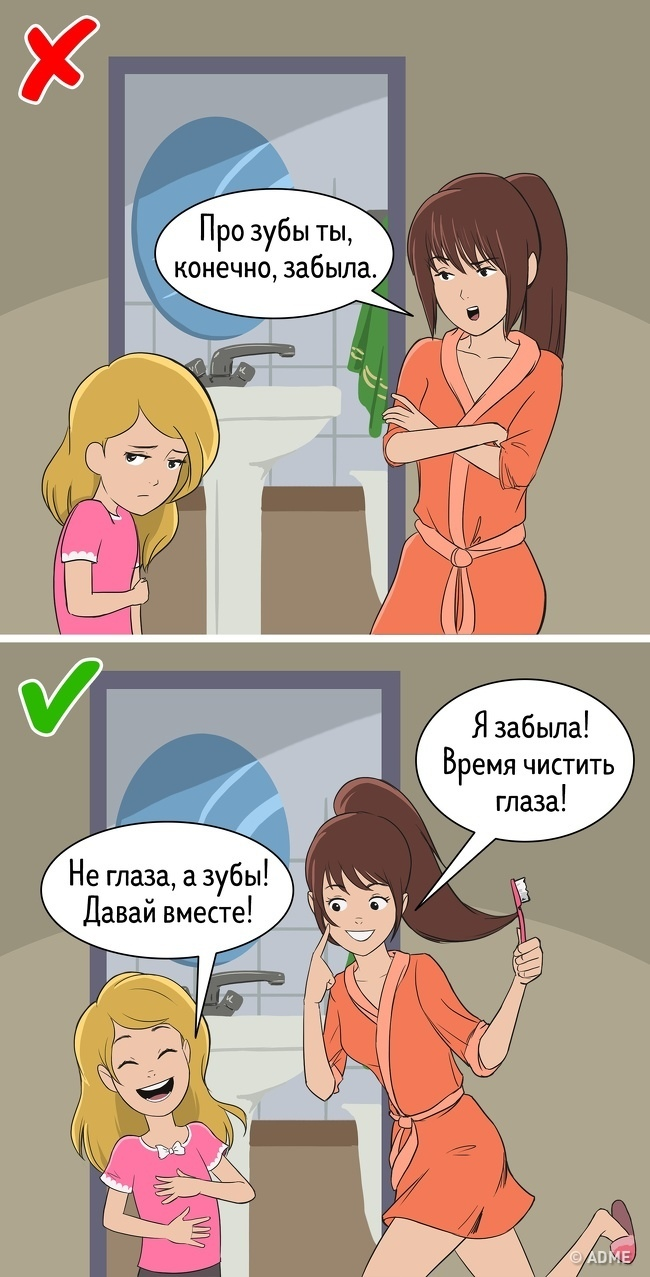 Про зубы ты,
конечно, забыла.
Я забыла!
Время чистить
глаза!
Не глаза, а зубы!
Давай вместе!
© ADME